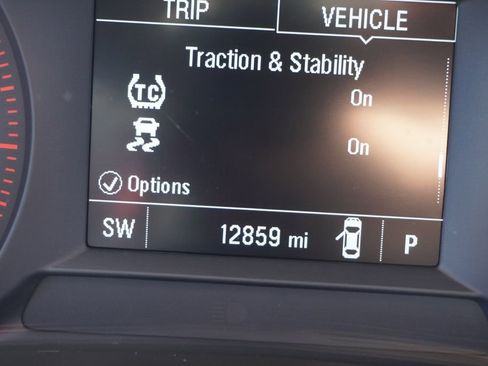 TRIP VEHICLE
Traction & Stability
TC On
On
Options
SW 12859 mi P